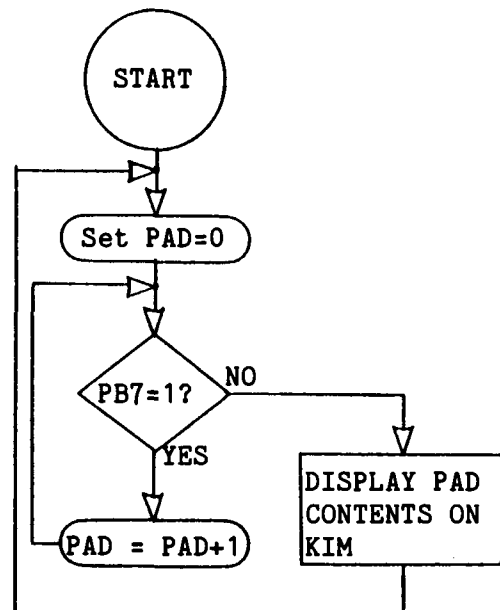 START
Set PAD=0
PB7=1?
NO
YES
PAD = PAD+1
DISPLAY PAD
CONTENTS ON
KIM